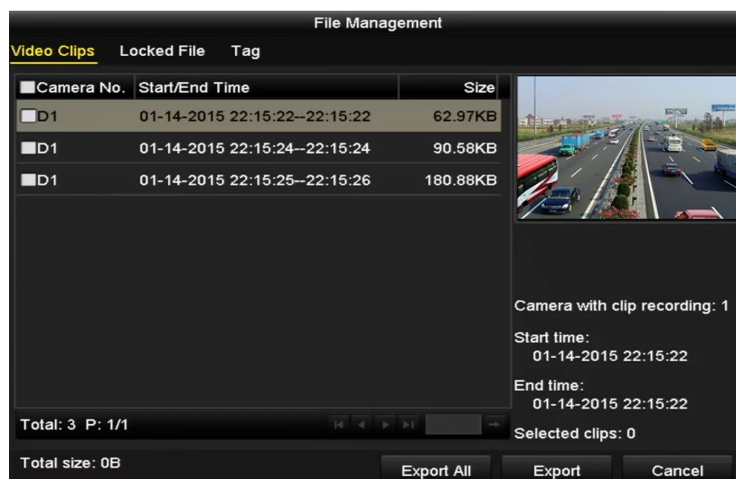 File Management
Video Clips Locked File Tag
Camera No. Start/End Time Size
D1 01-14-2015 22:15:22--22:15:22 62.97KB
D1 01-14-2015 22:15:24--22:15:24 90.58KB
D1 01-14-2015 22:15:25--22:15:26 180.88KB
Camera with clip recording: 1
Start time:
01-14-2015 22:15:22
End time:
01-14-2015 22:15:22
Selected clips: 0
Total: 3 P: 1/1
Total size: 0B
Export All Export Cancel